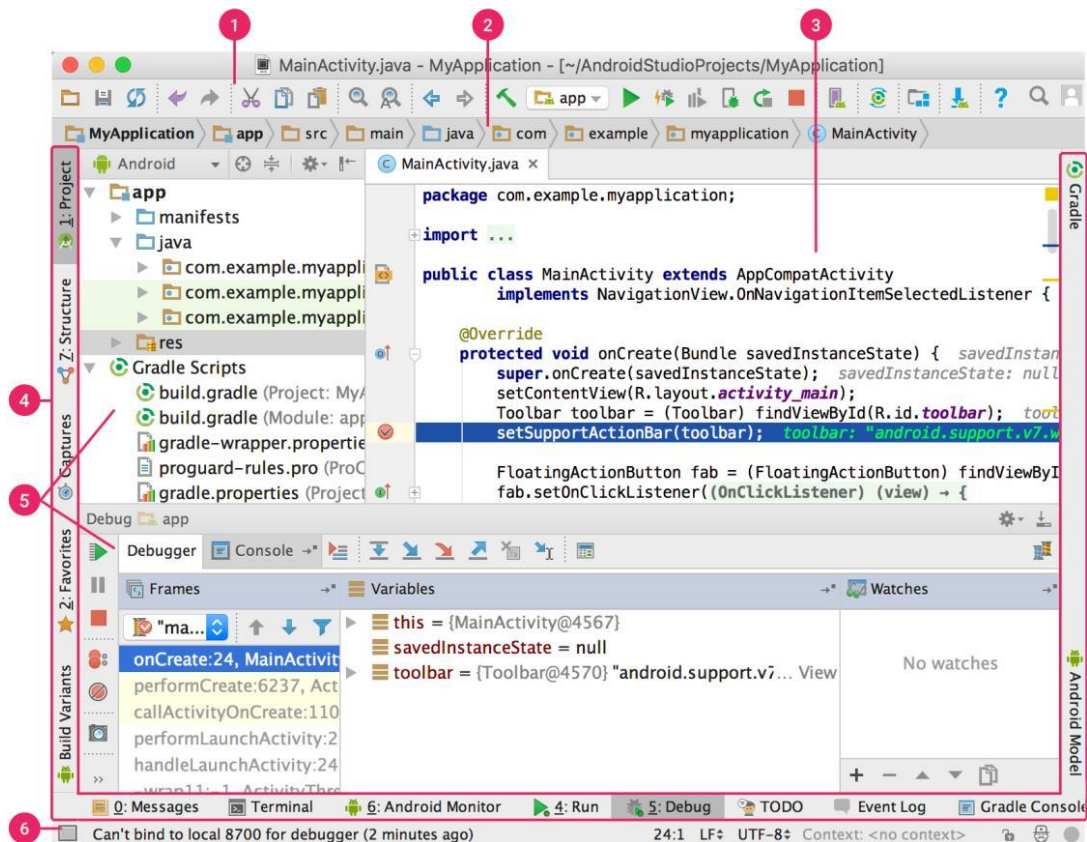 1
2
3
MainActivity.java - MyApplication - [~/AndroidStudioProjects/MyApplication]
app
?
MyApplication app src main java com example myapplication C MainActivity
1: Project
Z: Structure
Captures
2: Favorites
Build Variants
4
5
Android
app
manifests
java
com.example.myappli
com.example.myappli
com.example.myappli
res
Gradle Scripts
build.gradle (Project: MyA
build.gradle (Module: app
gradle-wrapper.propertie
proguard-rules.pro (ProC
gradle.properties (Project
C MainActivity.java ×
package com.example.myapplication;
import ...
public class MainActivity extends AppCompatActivity
implements NavigationView.OnNavigationItemSelectedListener {
@Override
protected void onCreate(Bundle savedInstanceState) { savedInstan
super.onCreate(savedInstanceState); savedInstanceState: null
setContentView(R.layout.activity_main);
Toolbar toolbar = (Toolbar) findViewById(R.id.toolbar); tool
setSupportActionBar(toolbar); toolbar: "android.support.v7.w
FloatingActionButton fab = (FloatingActionButton) findViewByI
fab.setOnClickListener((OnClickListener) (view) → {
Gradle
Android Model
Debug app
Debugger Console
Frames
Variables
Watches
"ma...
onCreate:24, MainActivit
performCreate:6237, Act
callActivityOnCreate:110
performLaunchActivity:2
handleLaunchActivity:24
-wrap11:-1, ActivityThre
this = {MainActivity@4567}
savedInstanceState = null
toolbar = {Toolbar@4570} "android.support.v7... View
No watches
0: Messages Terminal 6: Android Monitor 4: Run 5: Debug TODO Event Log Gradle Console
6
Can't bind to local 8700 for debugger (2 minutes ago) 24:1 LF UTF-8 Context: <no context>